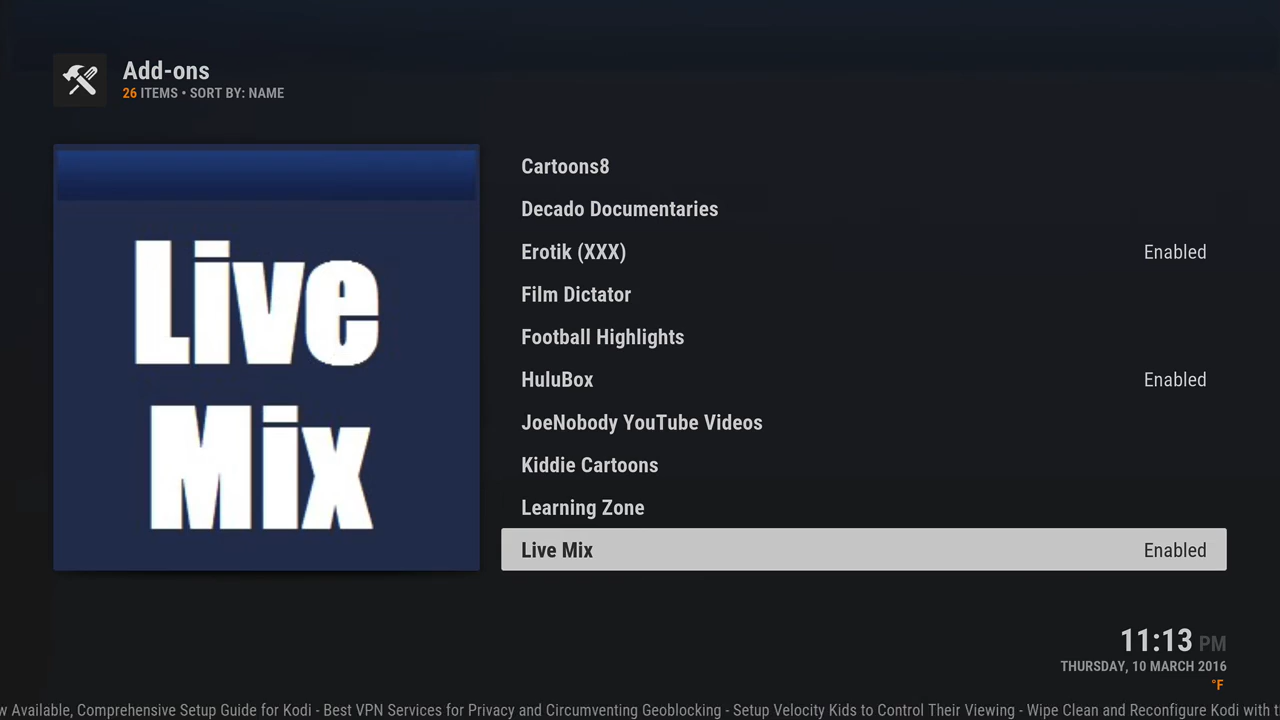 Add-ons
26 ITEMS • SORT BY: NAME
Live
Mix
Cartoons8
Decado Documentaries
Erotik (XXX) Enabled
Film Dictator
Football Highlights
HuluBox Enabled
JoeNobody YouTube Videos
Kiddie Cartoons
Learning Zone
Live Mix Enabled
11:13 PM
THURSDAY, 10 MARCH 2016
°F
Available, Comprehensive Setup Guide for Kodi - Best VPN Services for Privacy and Circumventing Geoblocking - Setup Velocity Kids to Control Their Viewing - Wipe Clean and Reconfigure Kodi with